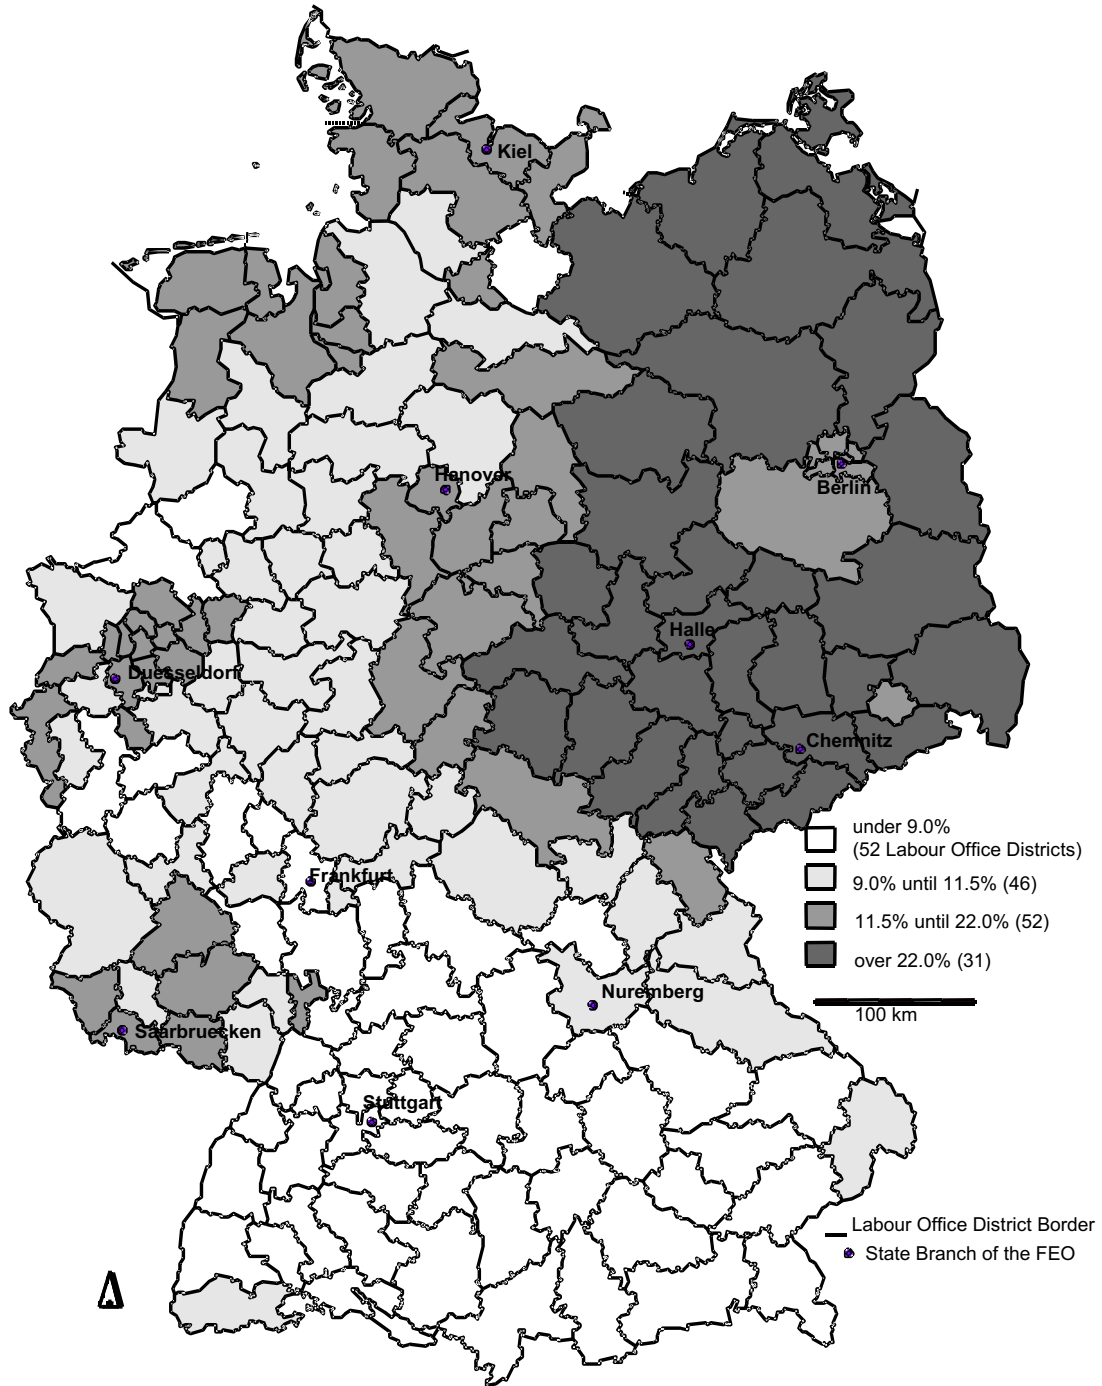 Kiel
Hanover
Berlin
Halle
Duesseldorf
Chemnitz
under 9.0%
(52 Labour Office Districts)
Frankfurt
9.0% until 11.5% (46)
11.5% until 22.0% (52)
over 22.0% (31)
Nuremberg
100 km
Saarbruecken
Stuttgart
Labour Office District Border
State Branch of the FEO